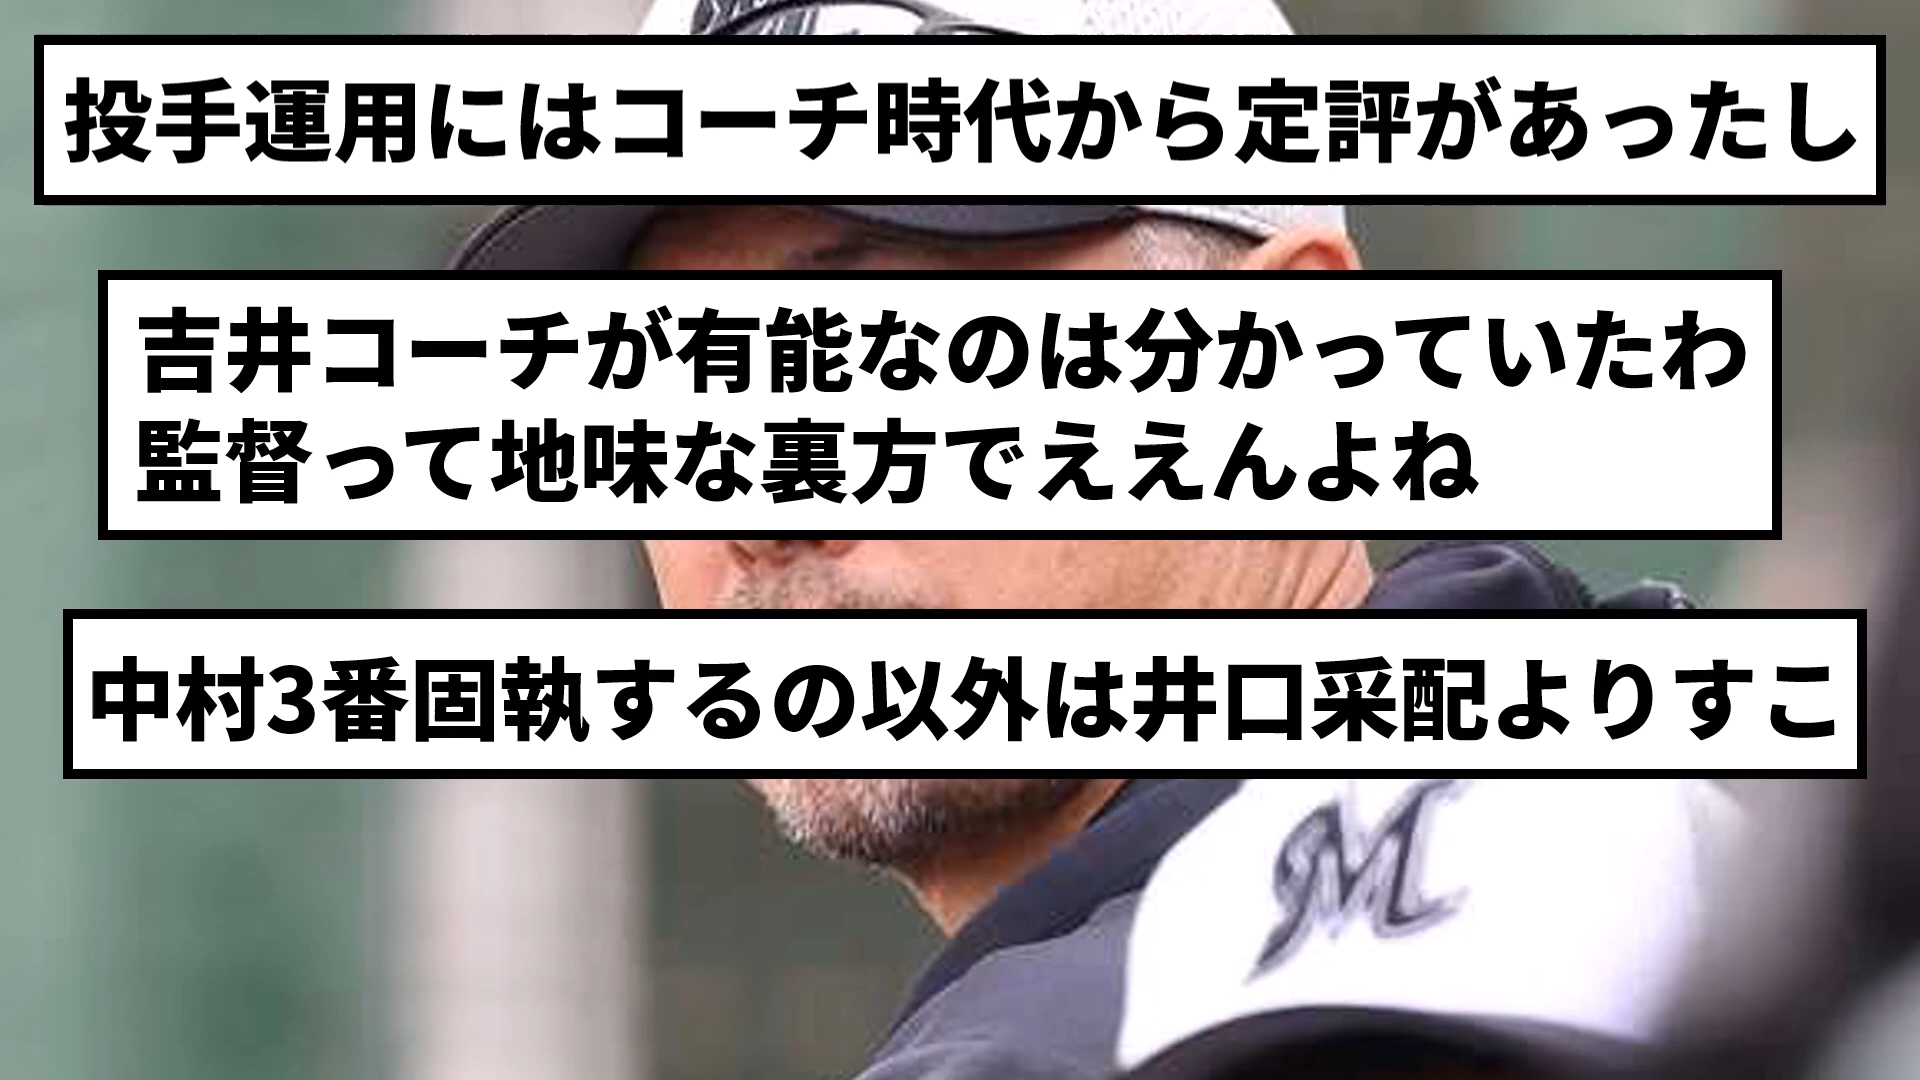 投手運用にはコーチ時代から定評があったし
吉井コーチが有能なのは分かっていたわ
監督って地味な裏方でええんよね
中村3番固執するの以外は井口采配よりすこ
M